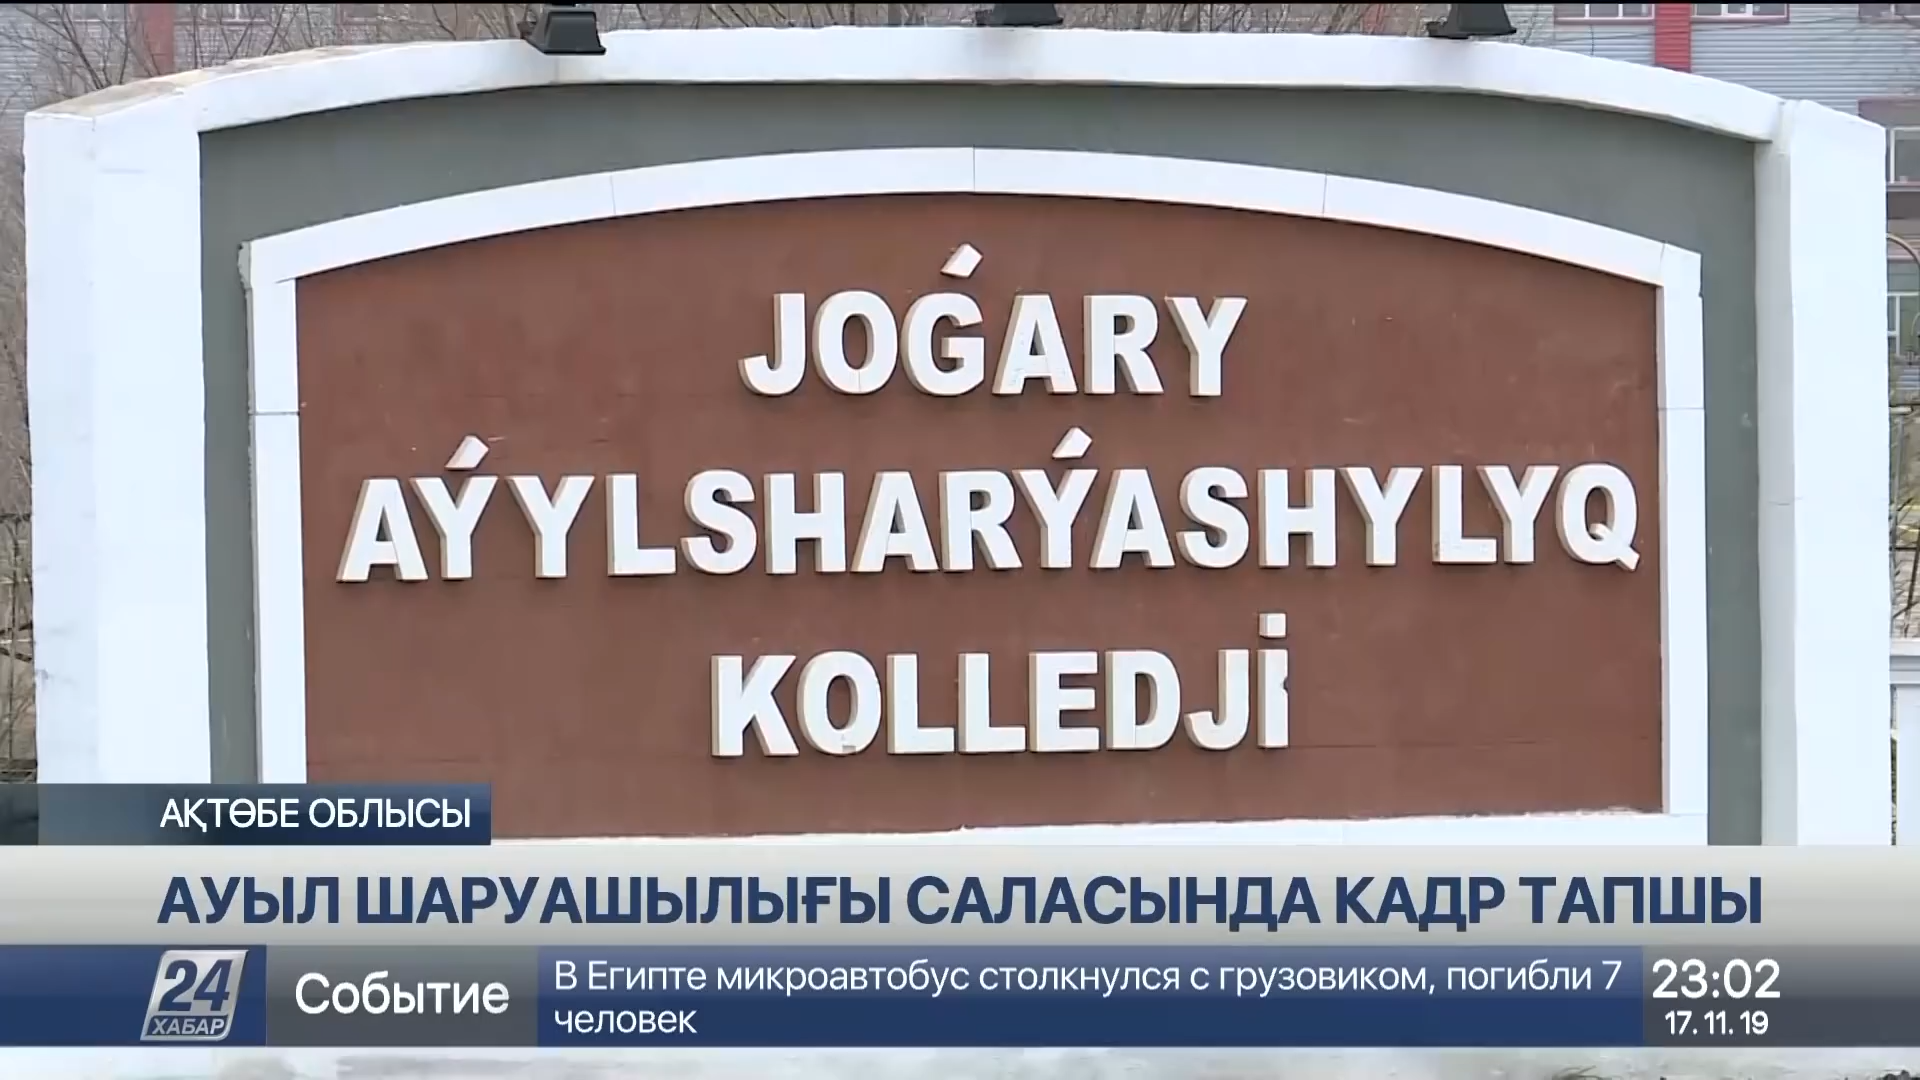 JOǴARY
AÝYLSHARÝASHYLYQ
KOLLEDJİ
АҚТӨБЕ ОБЛЫСЫ
АУЫЛ ШАРУАШЫЛЫҒЫ САЛАСЫНДА КАДР ТАПШЫ
24
ХАБАР
Событие
В Египте микроавтобус столкнулся с грузовиком, погибли 7
человек
23:02
17.11.19